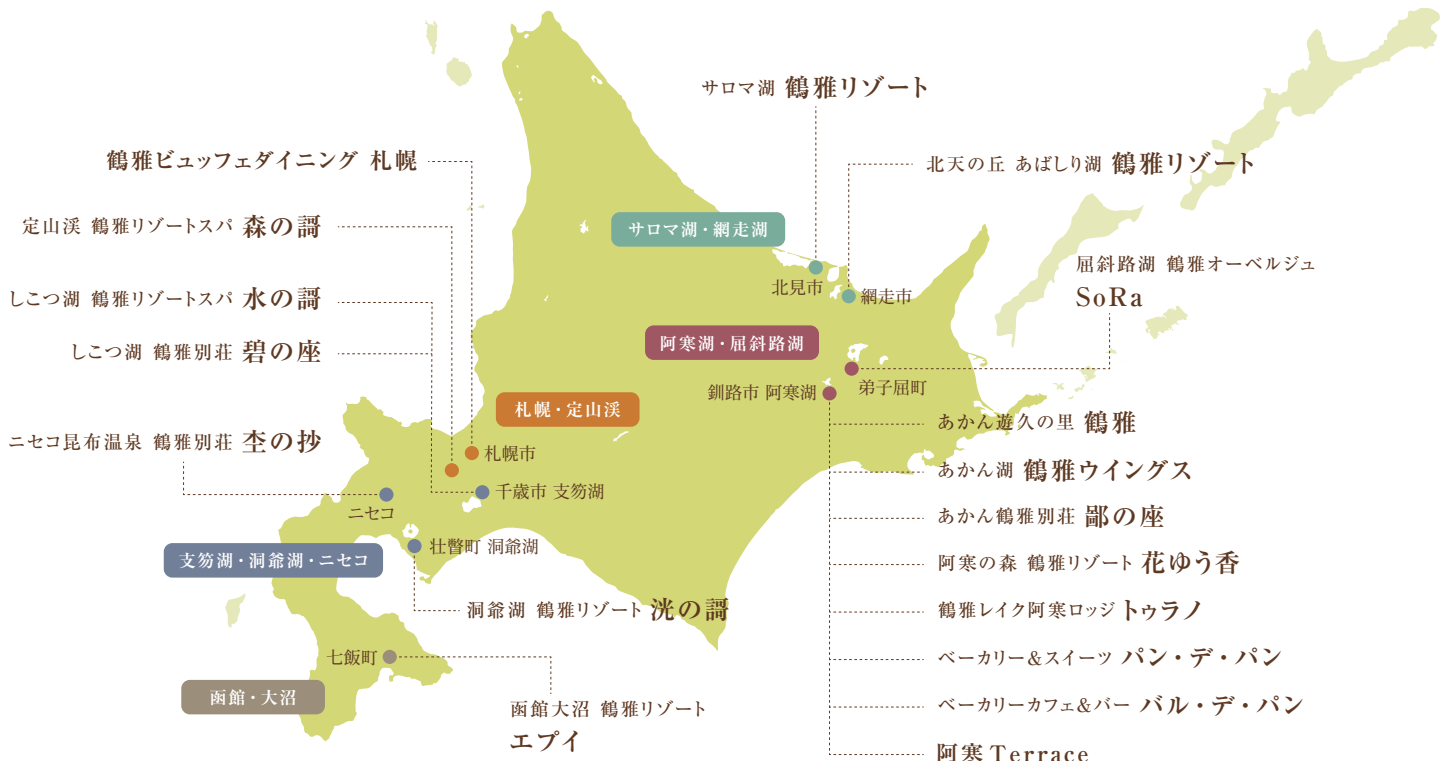 サロマ湖 鶴雅リゾート
鶴雅ビュッフェダイニング 札幌
北天の丘 あばしり湖 鶴雅リゾート
定山渓 鶴雅リゾートスパ 森の謌
サロマ湖・網走湖
屈斜路湖 鶴雅オーベルジュ
SoRa
北見市
網走市
しこつ湖 鶴雅リゾートスパ 水の謌
しこつ湖 鶴雅別荘 碧の座
阿寒湖・屈斜路湖
弟子屈町
釧路市 阿寒湖
札幌・定山渓
あかん遊久の里 鶴雅
ニセコ昆布温泉 鶴雅別荘 杢の抄
札幌市
あかん湖 鶴雅ウイングス
千歳市 支笏湖
ニセコ
あかん鶴雅別荘 鄙の座
壮瞥町 洞爺湖
支笏湖・洞爺湖・ニセコ
阿寒の森 鶴雅リゾート 花ゆう香
洞爺湖 鶴雅リゾート 洸の謌
鶴雅レイク阿寒ロッジ トゥラノ
七飯町
ベーカリー&スイーツ パン・デ・パン
函館・大沼
函館大沼 鶴雅リゾート
エプイ
ベーカリーカフェ&バー バル・デ・パン
阿寒 Terrace